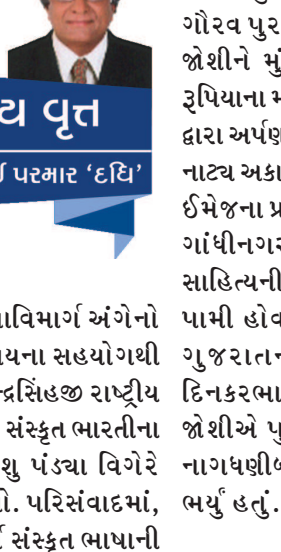 ય વૃત્ત
પરમાર ‘દધિ’
ાવિમાર્ગ અંગેનો
યના સહયોગથી
ન્દ્રસિંહજી રાષ્ટ્રીય
સંસ્કૃત ભારતીના
શુ પંડ્યા વિગેરે
ો. પરિસંવાદમાં,
સંસ્કૃત ભાષાની
ગૌરવ પુર
જોશીને મું
રૂપિયાના મ
દ્વારા અર્પણ
નાટ્ય અકા
ઈમેજના પ્ર
ગાંધીનગર
સાહિત્યની
પામી હોવ
ગુજરાતન
દિનકરભા
જોશીએ પુ
નાગધણીબ
ભર્યું હતું.